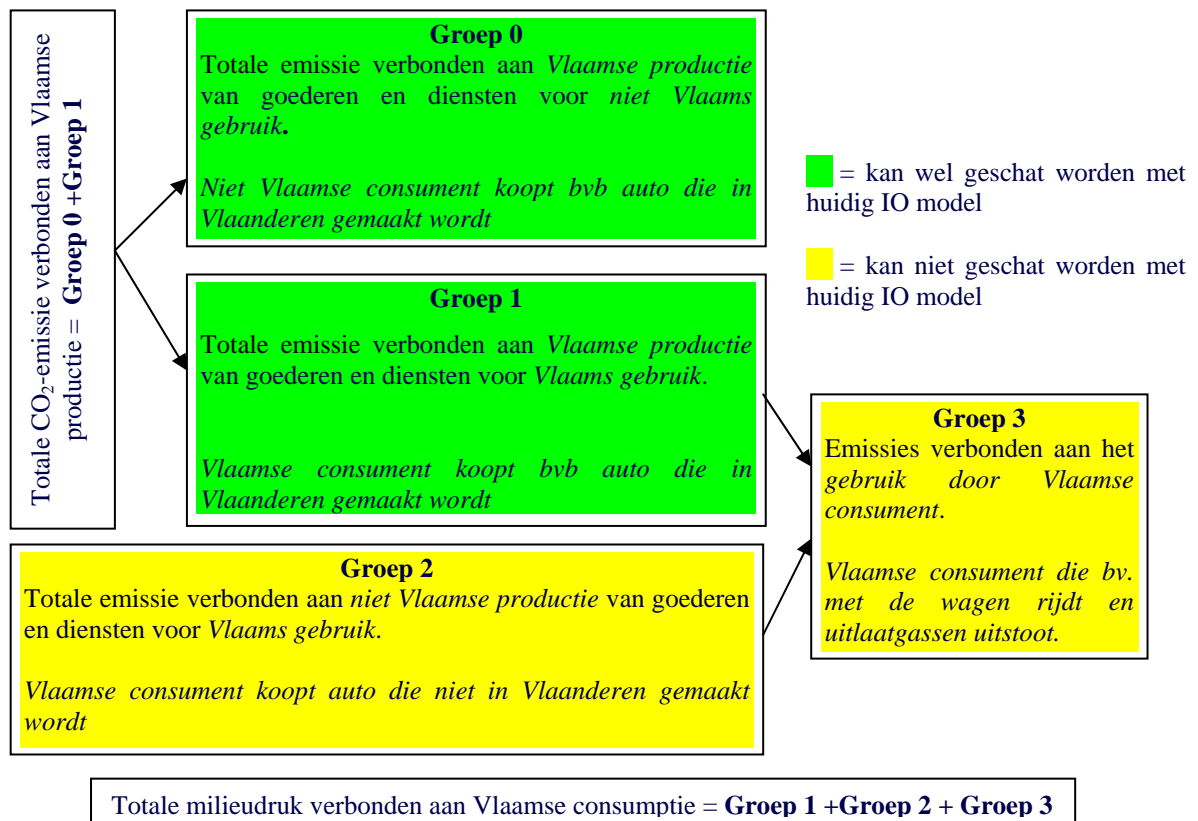 Totale CO₂-emissie verbonden aan Vlaamse
productie = Groep 0 +Groep 1
Groep 0
Totale emissie verbonden aan Vlaamse productie
van goederen en diensten voor niet Vlaams
gebruik.
Niet Vlaamse consument koopt bvb auto die in
Vlaanderen gemaakt wordt
= kan wel geschat worden met
huidig IO model
= kan niet geschat worden met
huidig IO model
Groep 1
Totale emissie verbonden aan Vlaamse productie
van goederen en diensten voor Vlaams gebruik.
Vlaamse consument koopt bvb auto die in
Vlaanderen gemaakt wordt
Groep 3
Emissies verbonden aan het
gebruik door Vlaamse
consument.
Vlaamse consument die bv.
met de wagen rijdt en
uitlaatgassen uitstoot.
Groep 2
Totale emissie verbonden aan niet Vlaamse productie van goederen
en diensten voor Vlaams gebruik.
Vlaamse consument koopt auto die niet in Vlaanderen gemaakt
wordt
Totale milieudruk verbonden aan Vlaamse consumptie = Groep 1 +Groep 2 + Groep 3